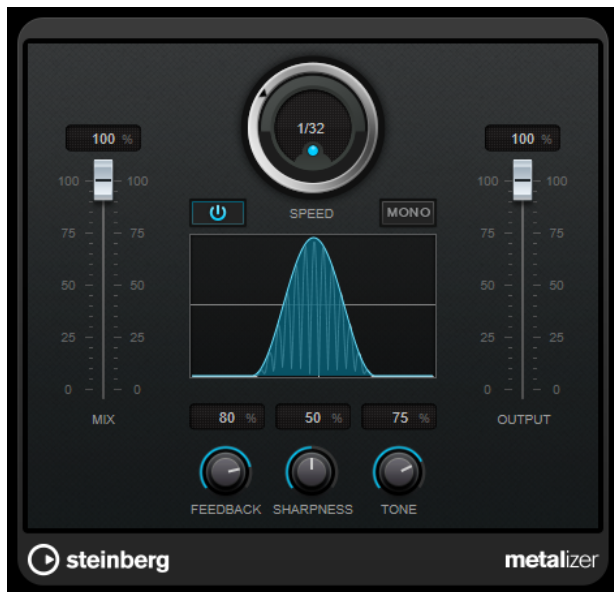 1/32
100 %
100 %
SPEED
MONO
100 100
75 75
50 50
25 25
0 0
MIX
100 100
75 75
50 50
25 25
0 0
OUTPUT
80 %
50 %
75 %
FEEDBACK
SHARPNESS
TONE
steinberg
metalizer